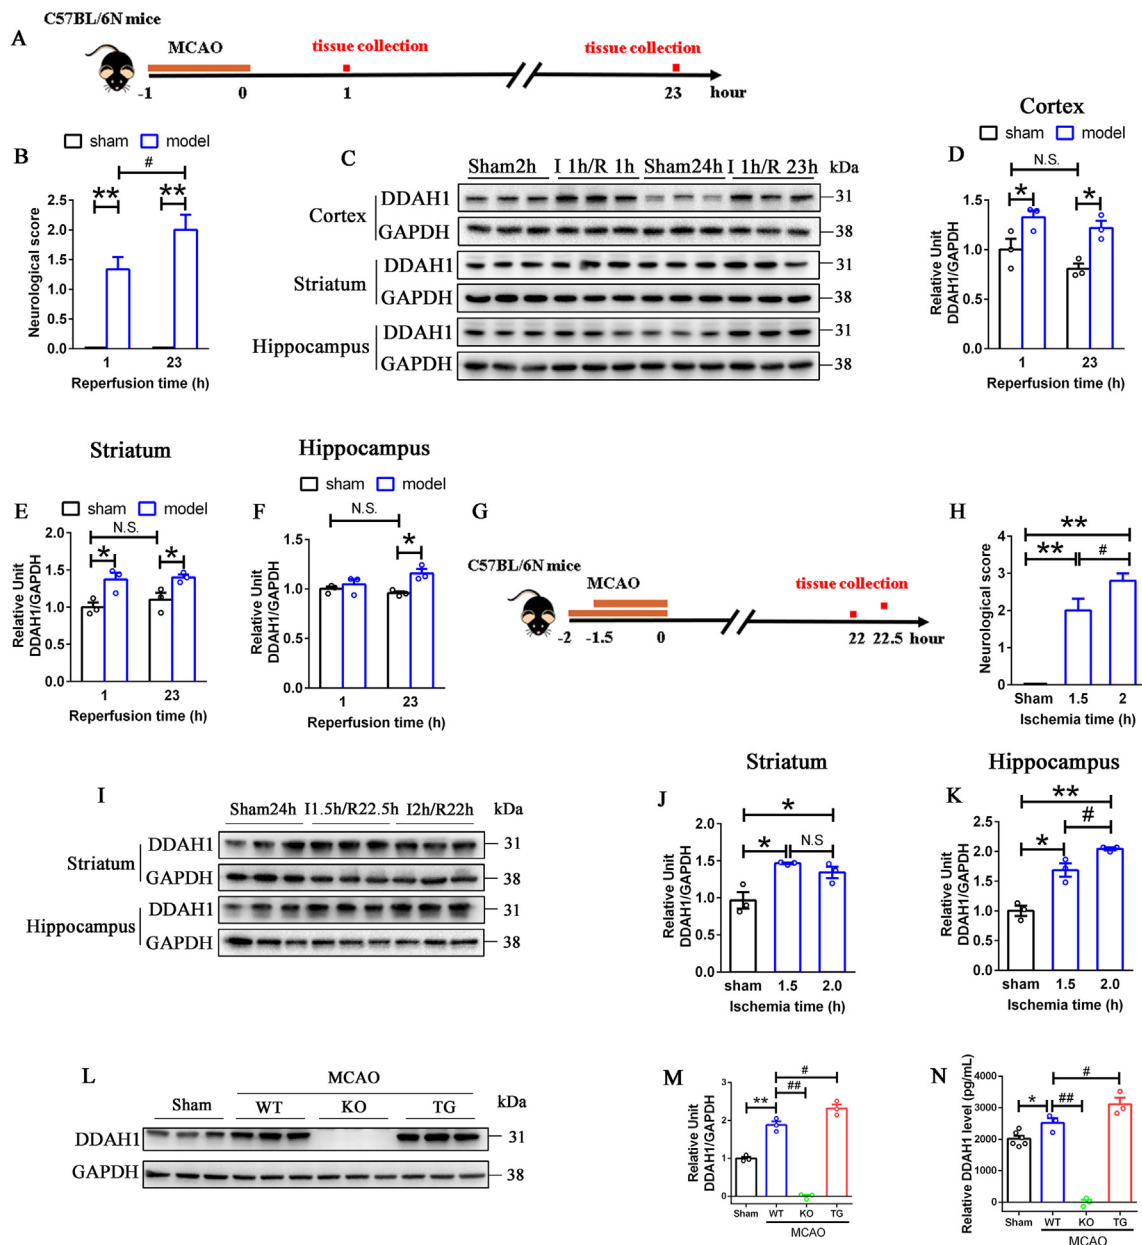 C57BL/6N mice
A
MCAO
tissue collection
tissue collection
-1
0
1
23
hour
B
sham
model
#
**
**
Neurological score
2.5
2.0
1.5
1.0
0.5
0.0
1
23
Reperfusion time (h)
C
Sham2h
I 1h/R 1h
Sham24h
I 1h/R 23h
kDa
Cortex
DDAH1
31
GAPDH
38
Striatum
DDAH1
31
GAPDH
38
Hippocampus
DDAH1
31
GAPDH
38
Cortex
D
sham
model
N.S.
*
*
Relative Unit
DDAH1/GAPDH
1.5
1.0
0.5
0.0
1
23
Reperfusion time (h)
Striatum
E
sham
model
N.S.
*
*
Relative Unit
DDAH1/GAPDH
2.0
1.5
1.0
0.5
0.0
1
23
Reperfusion time (h)
Hippocampus
F
sham
model
N.S.
*
Relative Unit
DDAH1/GAPDH
1.5
1.0
0.5
0.0
1
23
Reperfusion time (h)
G
C57BL/6N mice
MCAO
tissue collection
-2
-1.5
0
22
22.5
hour
H
**
**
#
Neurological score
4
3
2
1
0
Sham
1.5
2
Ischemia time (h)
I
Sham24h
I1.5h/R22.5h
I2h/R22h
kDa
Striatum
DDAH1
31
GAPDH
38
Hippocampus
DDAH1
31
GAPDH
38
Striatum
J
*
*
N.S
Relative Unit
DDAH1/GAPDH
2.0
1.5
1.0
0.5
0.0
sham
1.5
2.0
Ischemia time (h)
Hippocampus
K
**
*
#
Relative Unit
DDAH1/GAPDH
2.5
2.0
1.5
1.0
0.5
0.0
sham
1.5
2.0
Ischemia time (h)
L
MCAO
Sham
WT
KO
TG
kDa
DDAH1
31
GAPDH
38
M
#
##
**
Relative Unit
DDAH1/GAPDH
3
2
1
0
Sham
WT
KO
TG
MCAO
N
#
##
*
Relative DDAH1 level (pg/mL)
4000
3000
2000
1000
0
Sham
WT
KO
TG
MCAO